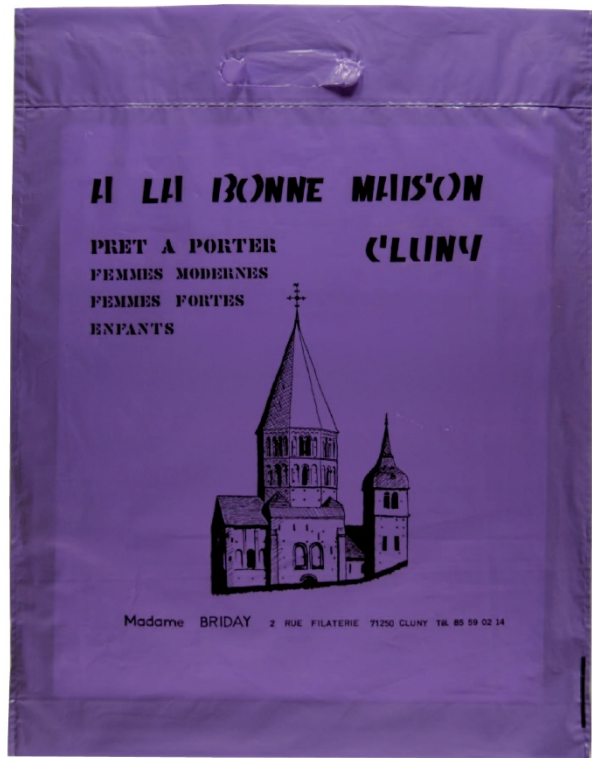 A LA BONNE MAISON
CLUNY
PRET A PORTER
FEMMES MODERNES
FEMMES FORTES
ENFANTS
Madame BRIDAY 2 RUE FILATERIE 71250 CLUNY Tél. 85 59 02 14